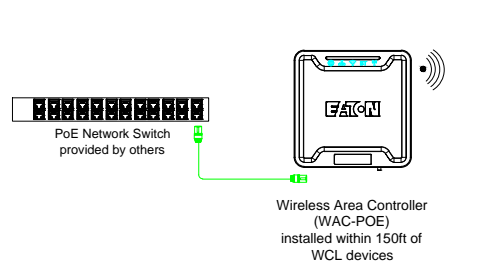 EATON
PoE Network Switch
provided by others
Wireless Area Controller
(WAC-POE)
installed within 150ft of
WCL devices